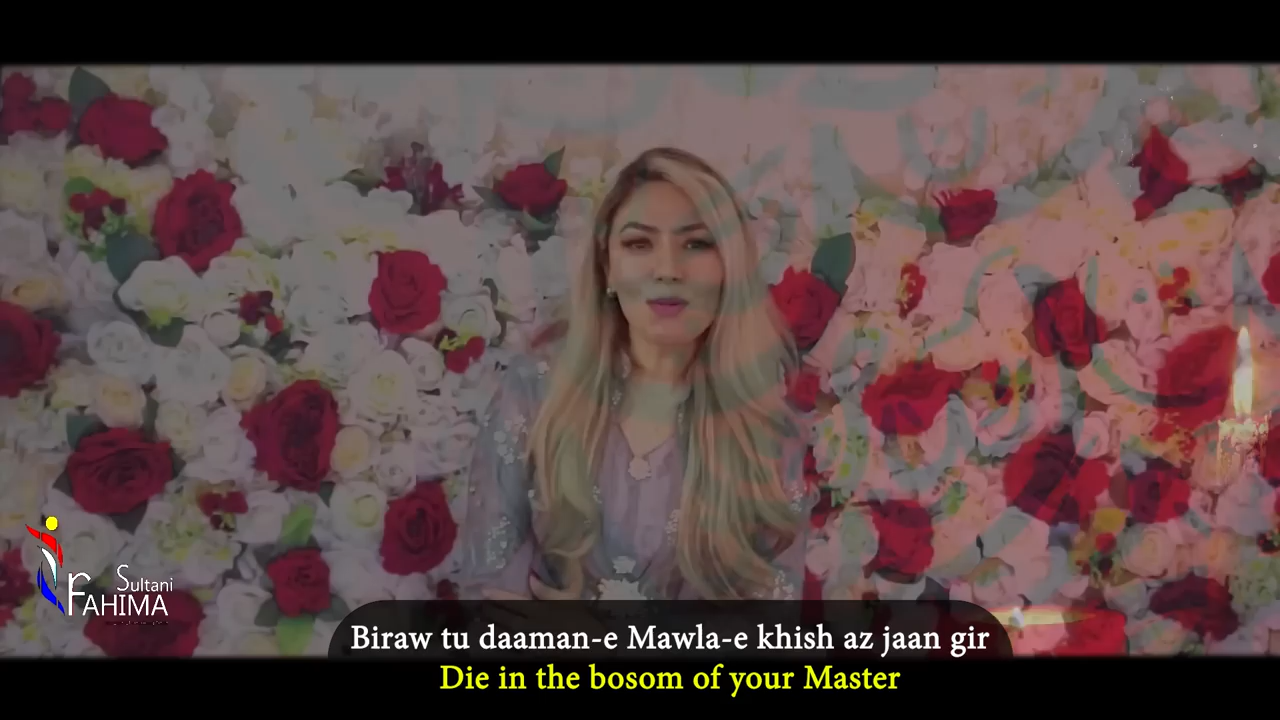 Sultani
FAHIMA
Biraw tu daaman-e Mawla-e khish az jaan gir
Die in the bosom of your Master